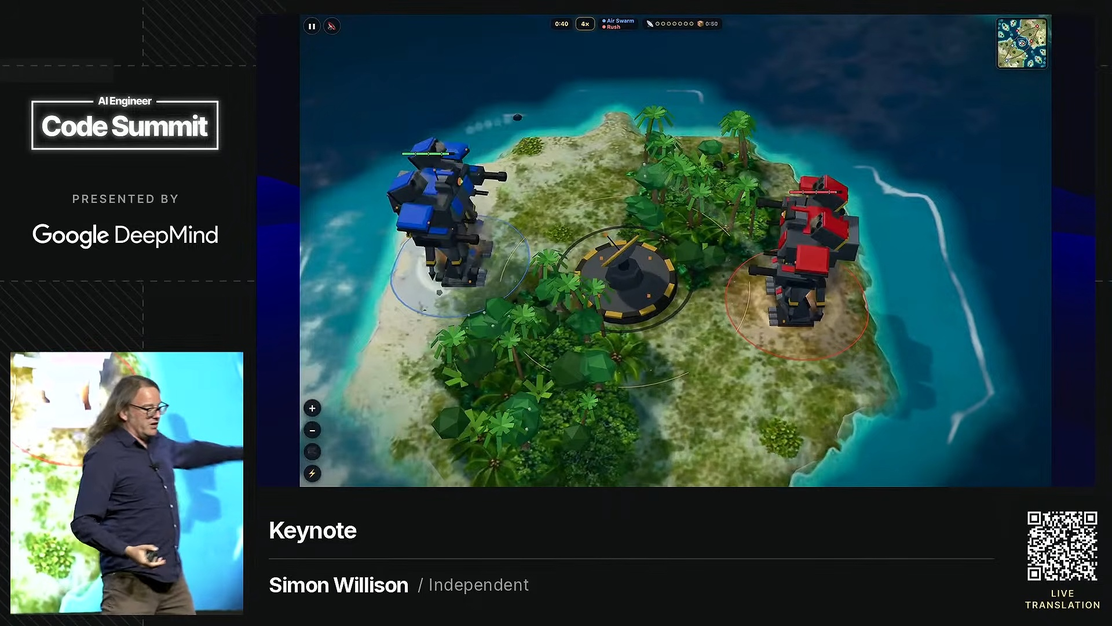 AI Engineer
Code Summit
PRESENTED BY
Google DeepMind
0:40
4x
Air Swarm
Rush
0:50
Keynote
Simon Willison / Independent
LIVE
TRANSLATION